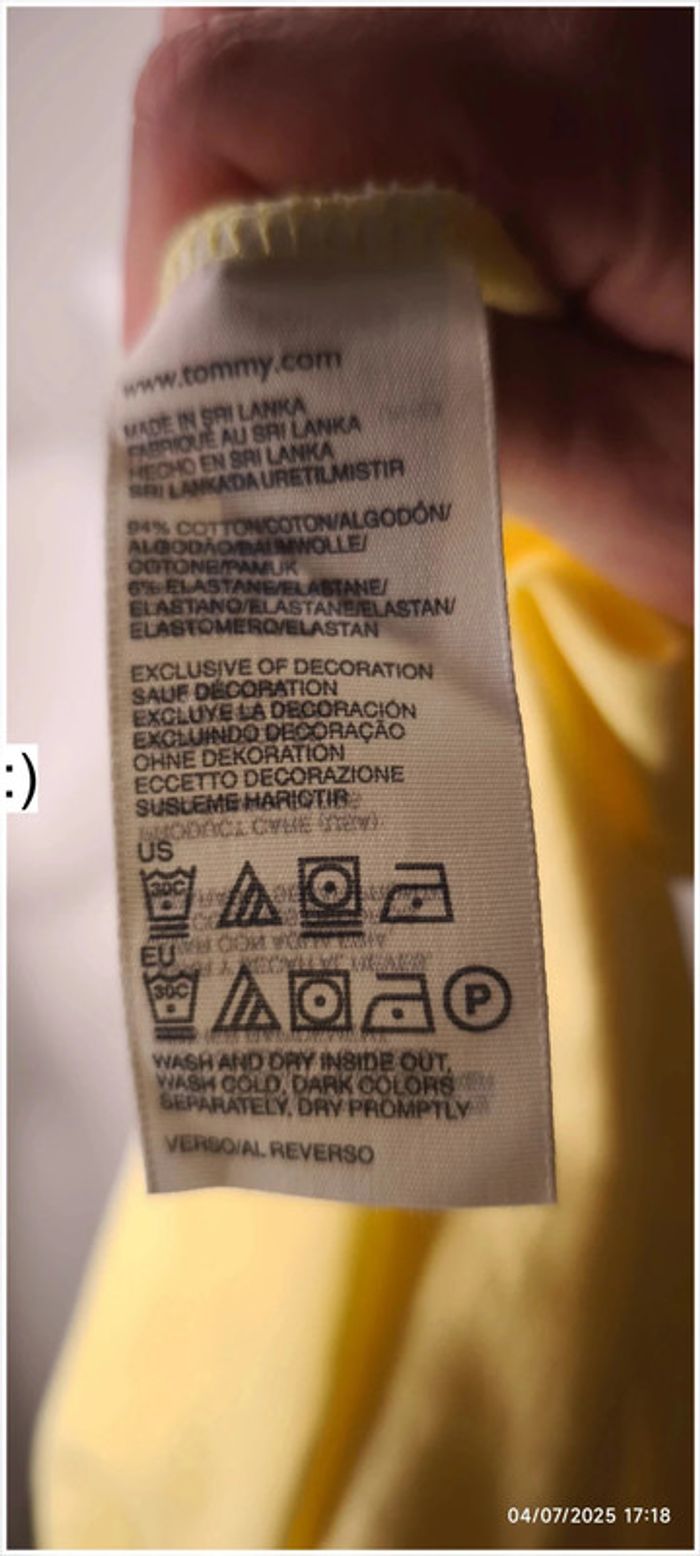 www.tommy.com
MADE IN SRI LANKA
FABRIQUÉ AU SRI LANKA
HECHO EN SRI LANKA
SRI LANKA'DA URETILMISTIR
94% COTTON/COTON/ALGODÓN/
ALGODÃO/BAUMWOLLE/
COTONE/PAMUK
6% ELASTANE/ELASTANE/
ELASTANO/ELASTANE/ELASTAN/
ELASTOMERO/ELASTAN
EXCLUSIVE OF DECORATION
SAUF DÉCORATION
EXCLUYE LA DECORACIÓN
EXCLUINDO DECORAÇÃO
OHNE DEKORATION
ECCETTO DECORAZIONE
SUSLEME HARICTIR
:)
US
30C
EU
30C
P
WASH AND DRY INSIDE OUT,
WASH COLD, DARK COLORS
SEPARATELY, DRY PROMPTLY
VERSO/AL REVERSO
04/07/2025 17:18